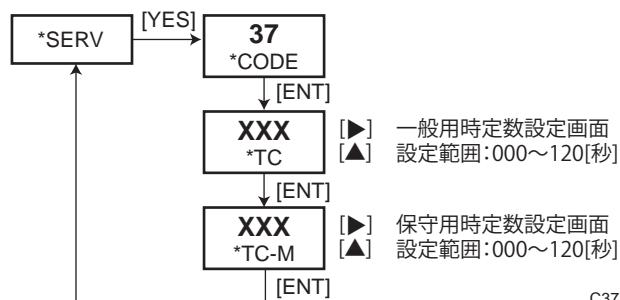 *SERV
[YES]
37
*CODE
[ENT]
XXX
*TC
[▶] 一般用時定数設定画面
[▲] 設定範囲:000〜120[秒]
[ENT]
XXX
*TC-M
[▶] 保守用時定数設定画面
[▲] 設定範囲:000〜120[秒]
[ENT]
C37